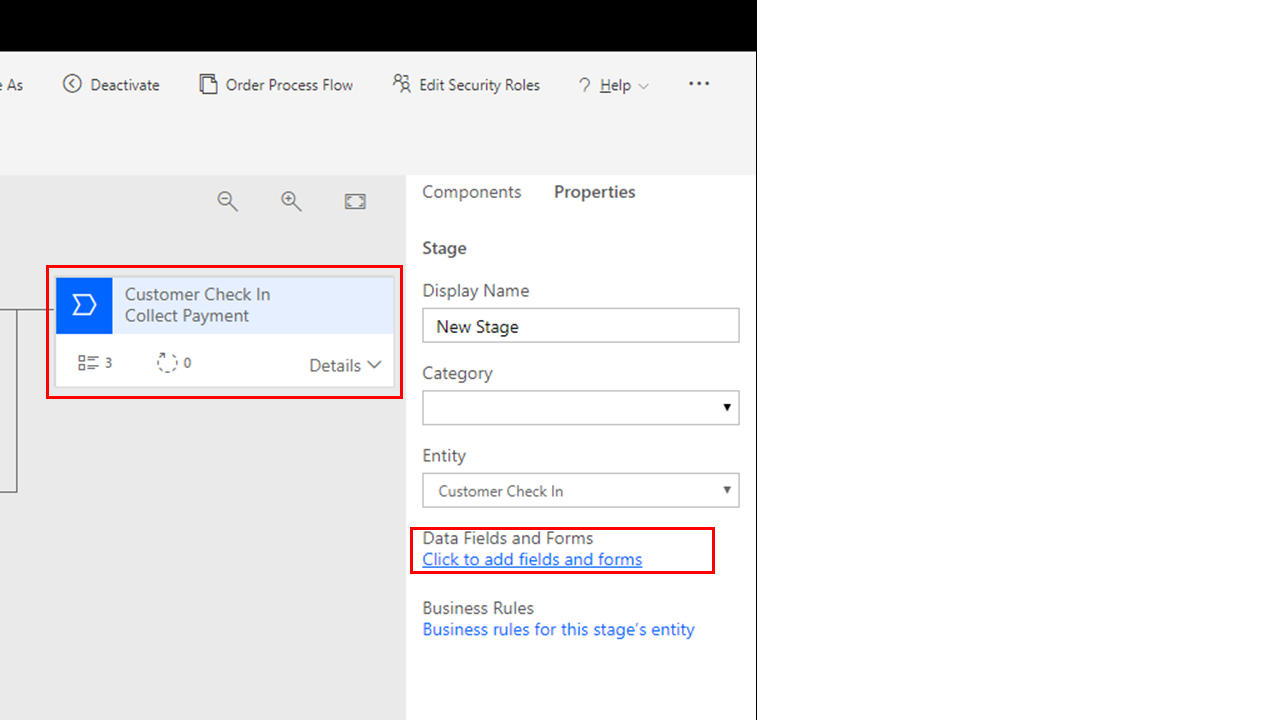 e As
Deactivate
Order Process Flow
Edit Security Roles
? Help
...
Components
Properties
Customer Check In
Collect Payment
3
0
Details
Stage
Display Name
New Stage
Category
Entity
Customer Check In
Data Fields and Forms
Click to add fields and forms
Business Rules
Business rules for this stage's entity